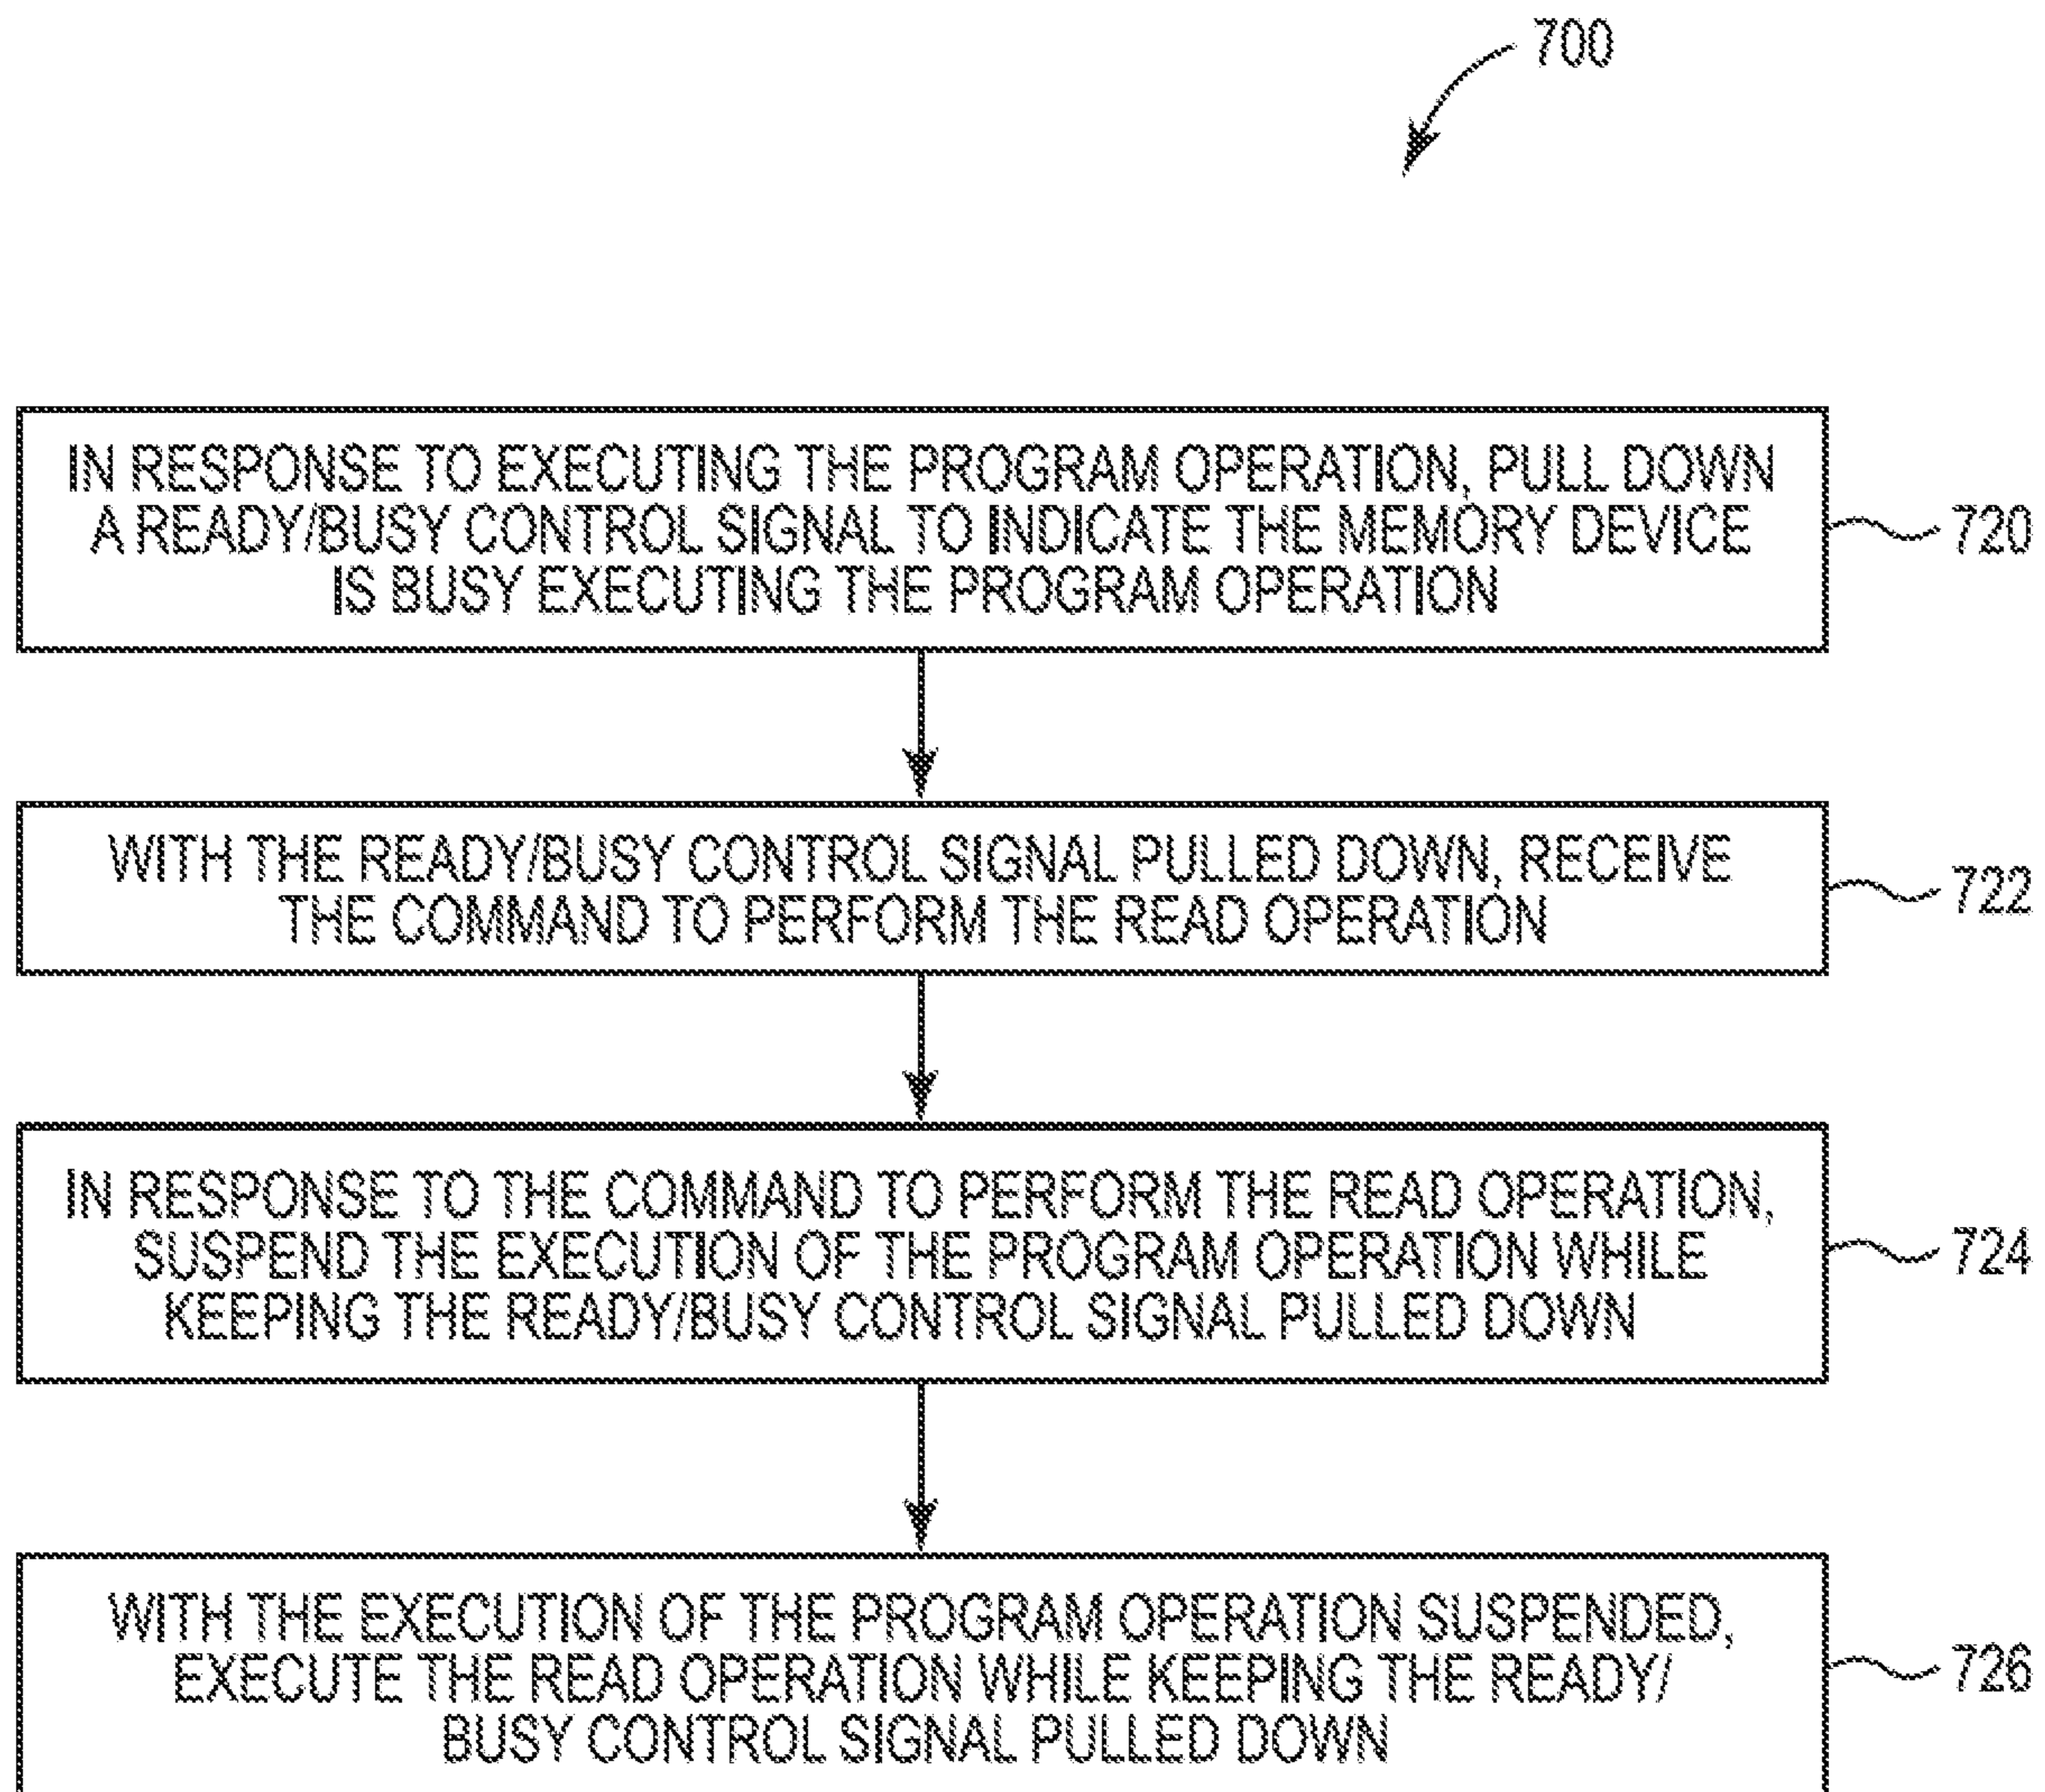 700
IN RESPONSE TO EXECUTING THE PROGRAM OPERATION, PULL DOWN
A READY/BUSY CONTROL SIGNAL TO INDICATE THE MEMORY DEVICE
IS BUSY EXECUTING THE PROGRAM OPERATION
720
WITH THE READY/BUSY CONTROL SIGNAL PULLED DOWN, RECEIVE
THE COMMAND TO PERFORM THE READ OPERATION
722
IN RESPONSE TO THE COMMAND TO PERFORM THE READ OPERATION,
SUSPEND THE EXECUTION OF THE PROGRAM OPERATION WHILE
KEEPING THE READY/BUSY CONTROL SIGNAL PULLED DOWN
724
WITH THE EXECUTION OF THE PROGRAM OPERATION SUSPENDED,
EXECUTE THE READ OPERATION WHILE KEEPING THE READY/
BUSY CONTROL SIGNAL PULLED DOWN
726